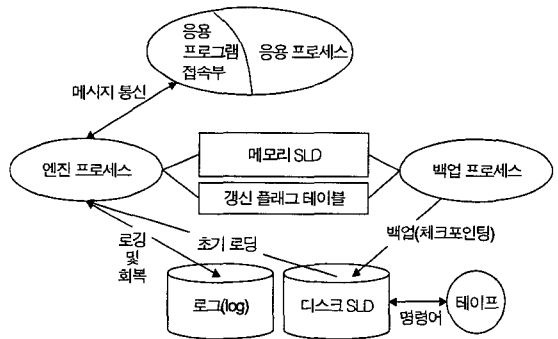 응용
프로그램
접속부
응용 프로세스
메시지 통신
엔진 프로세스
메모리 SLD
갱신 플래그 테이블
백업 프로세스
로깅
및
회복
초기 로딩
백업(체크포인팅)
로그(log)
디스크 SLD
명령어
테이프